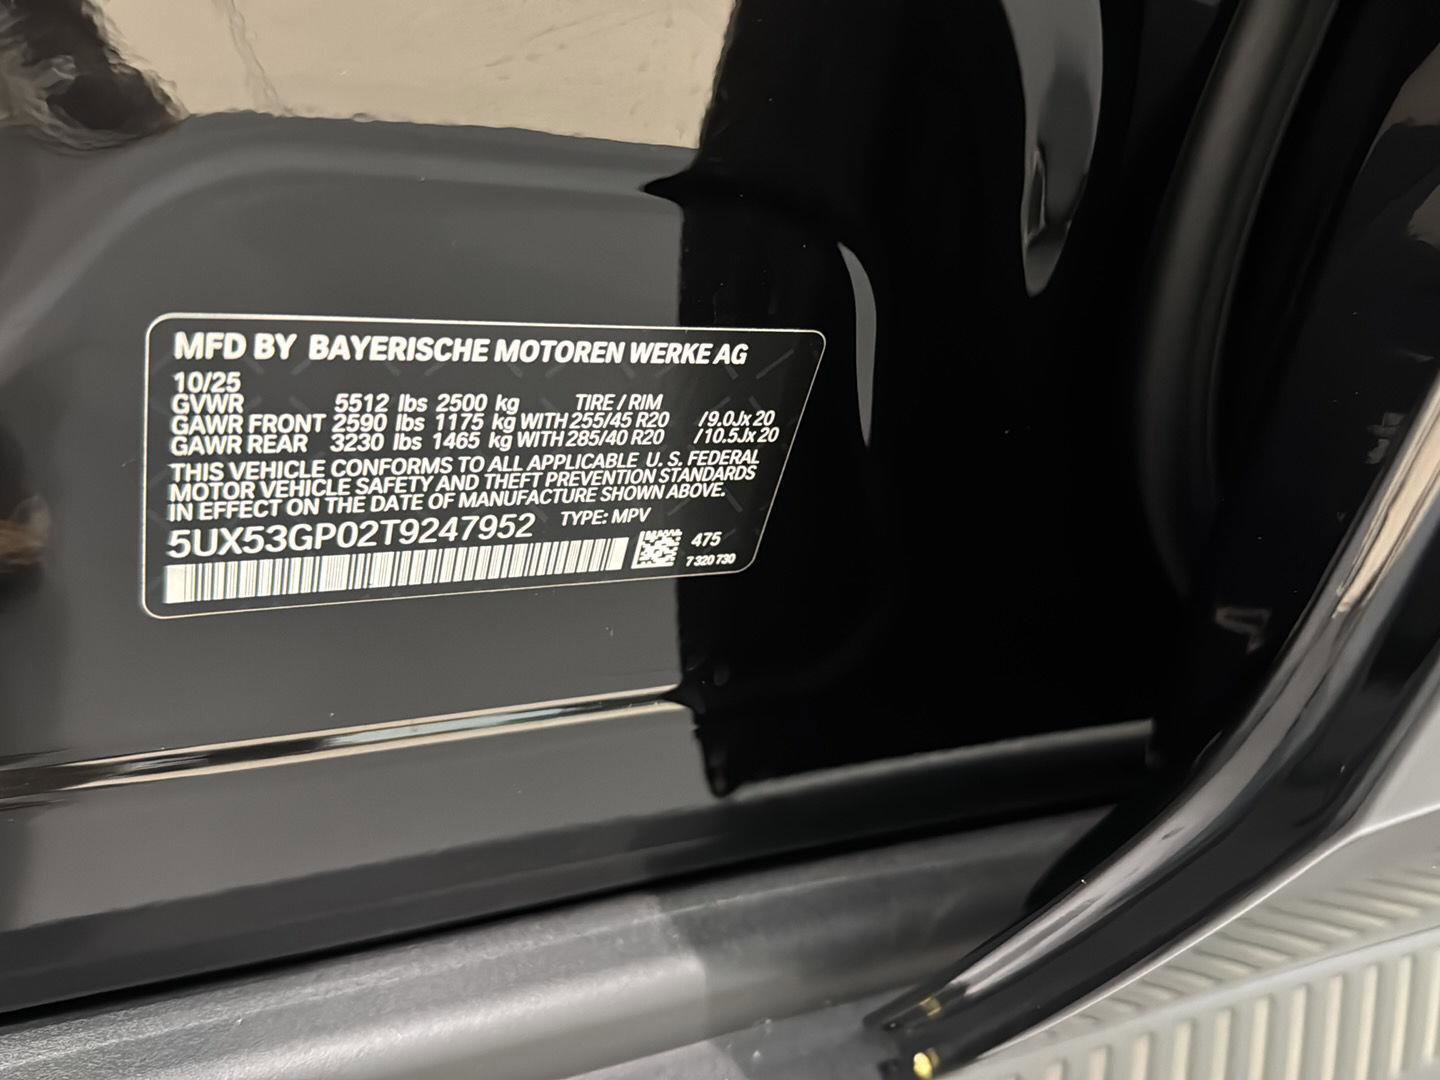 MFD BY BAYERISCHE MOTOREN WERKE AG
10/25
GVWR 5512 lbs 2500 kg TIRE / RIM
GAWR FRONT 2590 lbs 1175 kg WITH 255/45 R20 /9.0Jx20
GAWR REAR 3230 lbs 1465 kg WITH 285/40 R20 /10.5Jx20
THIS VEHICLE CONFORMS TO ALL APPLICABLE U. S. FEDERAL
MOTOR VEHICLE SAFETY AND THEFT PREVENTION STANDARDS
IN EFFECT ON THE DATE OF MANUFACTURE SHOWN ABOVE.
5UX53GP02T9247952 TYPE: MPV
475
7 320 730